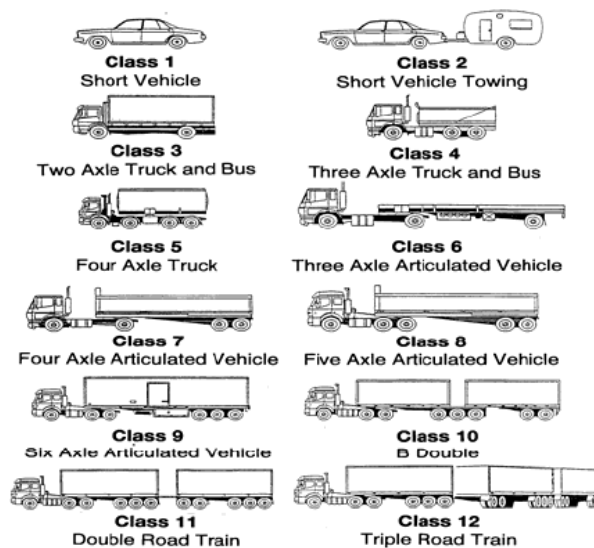 Class 1
Short Vehicle
Class 2
Short Vehicle Towing
Class 3
Two Axle Truck and Bus
Class 4
Three Axle Truck and Bus
Class 5
Four Axle Truck
Class 6
Three Axle Articulated Vehicle
Class 7
Four Axle Articulated Vehicle
Class 8
Five Axle Articulated Vehicle
Class 9
Six Axle Articulated Vehicle
Class 10
B Double
Class 11
Double Road Train
Class 12
Triple Road Train